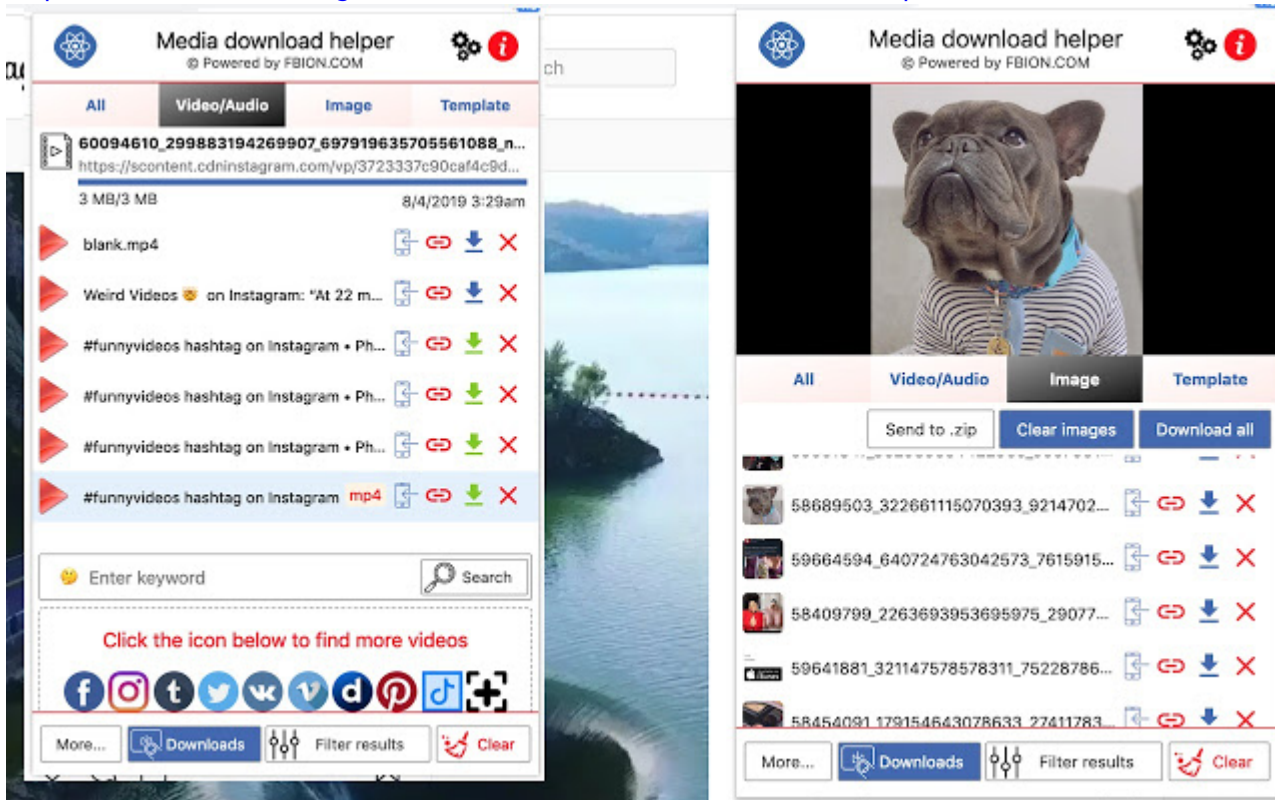 Media download helper
© Powered by FBION.COM
All Video/Audio Image Template
60094610_299883194269907_697919635705561088_n...
https://scontent.cdninstagram.com/vp/3723337c90caf4c9d...
3 MB/3 MB 8/4/2019 3:29am
blank.mp4
Weird Videos 🤯 on Instagram: "At 22 m...
#funnyvideos hashtag on Instagram • Ph...
#funnyvideos hashtag on Instagram • Ph...
#funnyvideos hashtag on Instagram • Ph...
#funnyvideos hashtag on Instagram mp4
🤔 Enter keyword Search
Click the icon below to find more videos
More... Downloads Filter results Clear
ch
Media download helper
© Powered by FBION.COM
All Video/Audio Image Template
Send to .zip Clear images Download all
58689503_322661115070393_9214702...
59664594_640724763042573_7615915...
58409799_2263693953695975_29077...
59641881_321147578578311_75228786...
58454091_179154643078633_27411783...
More... Downloads Filter results Clear